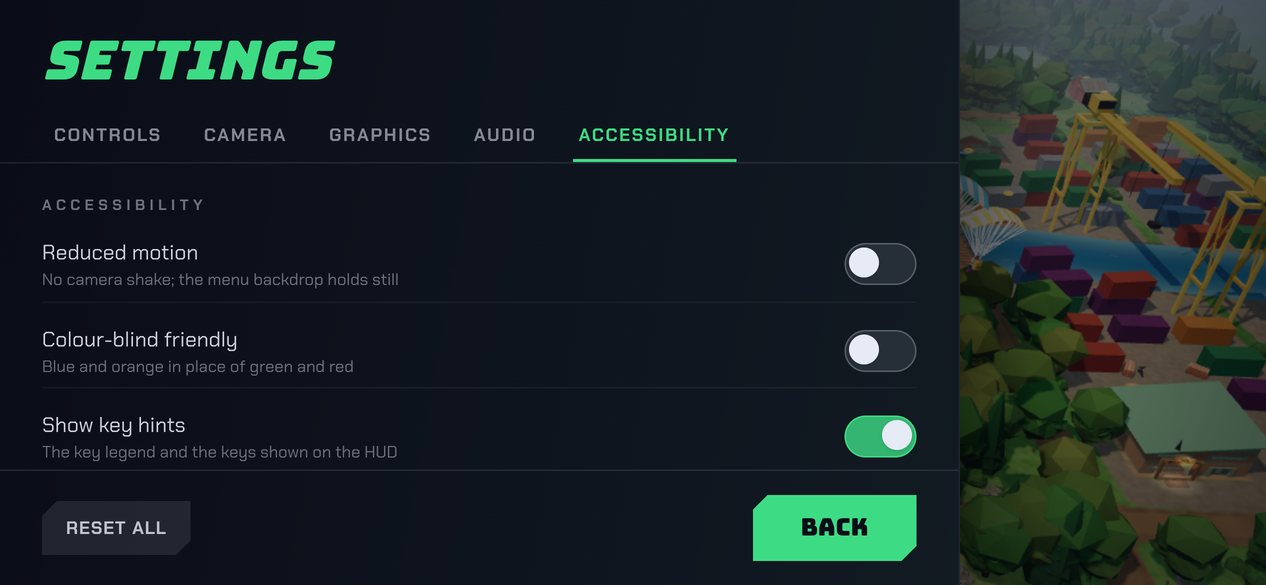 SETTINGS
CONTROLS CAMERA GRAPHICS AUDIO ACCESSIBILITY
ACCESSIBILITY
Reduced motion
No camera shake; the menu backdrop holds still
Colour-blind friendly
Blue and orange in place of green and red
Show key hints
The key legend and the keys shown on the HUD
RESET ALL BACK